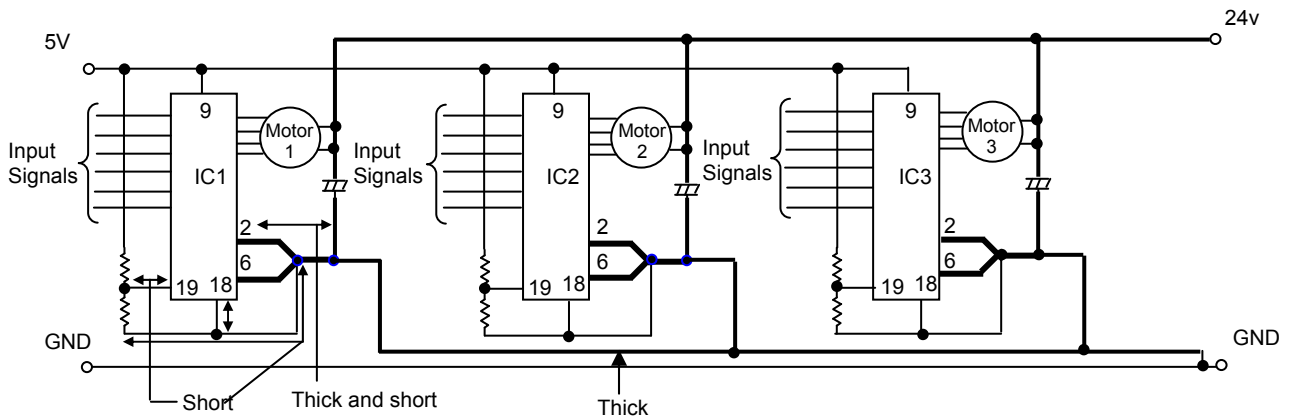 24v
5V
9
Motor
1
Input
Signals
IC1
2
6
19
18
9
Motor
2
Input
Signals
IC2
2
6
19
18
9
Motor
3
Input
Signals
IC3
2
6
19
18
GND
GND
Short
Thick and short
Thick